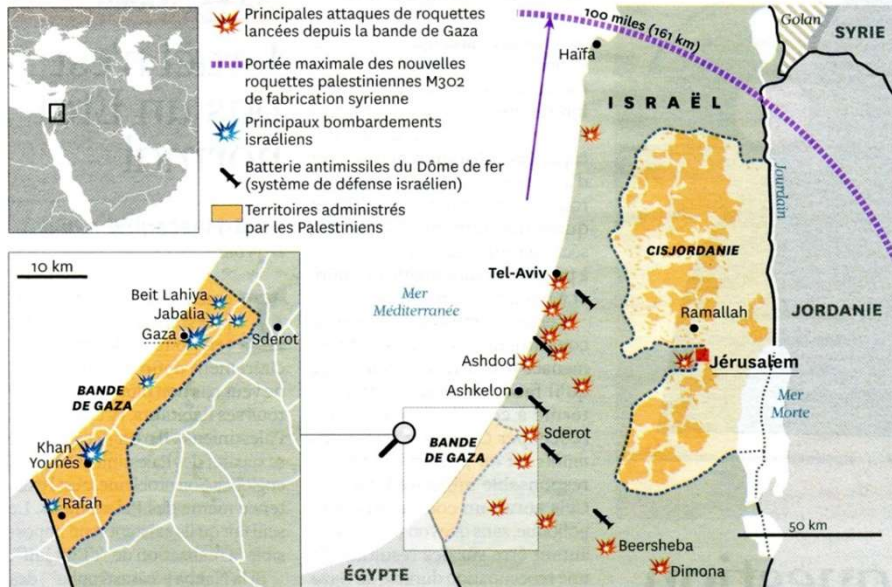 Principales attaques de roquettes
lancées depuis la bande de Gaza
Portée maximale des nouvelles
roquettes palestiniennes M302
de fabrication syrienne
Principaux bombardements
israéliens
Batterie antimissiles du Dôme de fer
(système de défense israélien)
Territoires administrés
par les Palestiniens
100 miles (161 km)
Golan
SYRIE
Haïfa
ISRAËL
Jourdain
CISJORDANIE
Tel-Aviv
Mer
Méditerranée
Ramallah
JORDANIE
Ashdod
Jérusalem
Ashkelon
Mer
Morte
BANDE
DE GAZA
Sderot
Beersheba
Dimona
50 km
ÉGYPTE
10 km
Beit Lahiya
Jabalia
Gaza
Sderot
BANDE
DE GAZA
Khan
Younès
Rafah